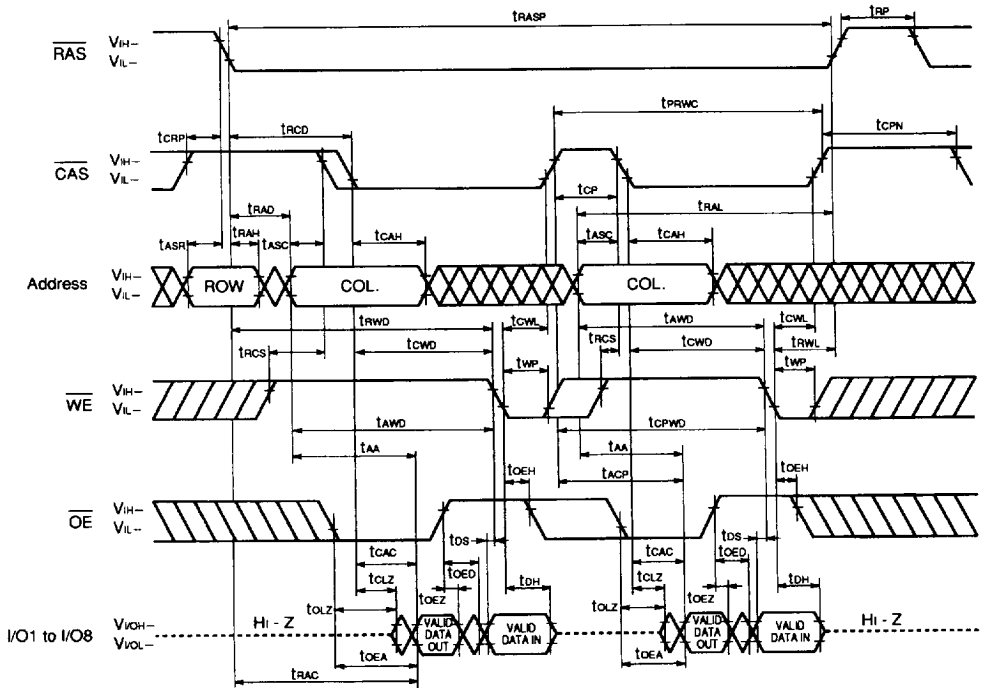 tRASP tRP
RAS VIH– VIL–
tPRWC
tCRP tRCD tCPN
CAS VIH– VIL–
tCP
tRAD tRAL
tASR tRAH tASC tCAH tASC tCAH
Address VIH– VIL– ROW COL. COL.
tRWD tCWL tAWD tCWL
tRCS tCWD tRCS tCWD tRWL
tWP tWP
WE VIH– VIL–
tAWD tCPWD
tAA tAA
tOEH tACP tOEH
OE VIH– VIL–
tCAC tDS tCAC tDS
tCLZ tOED tCLZ tOED
tOLZ tOEZ tDH tOLZ tOEZ tDH
I/O1 to I/O8 VI/OH– VI/OL– HI - Z VALID DATA OUT VALID DATA IN VALID DATA OUT VALID DATA IN HI - Z
tOEA tOEA
tRAC